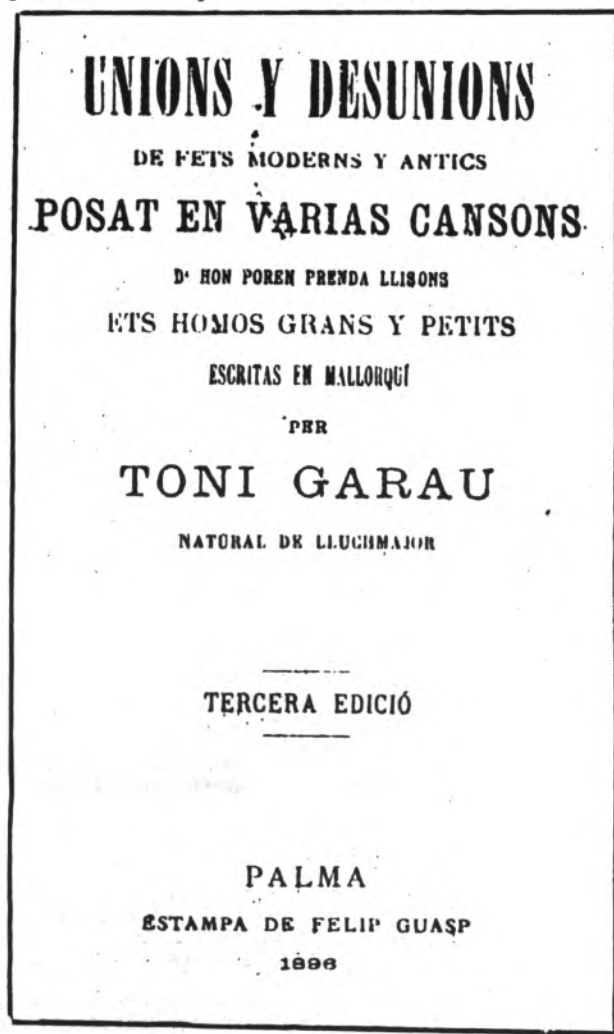 UNIONS Y DESUNIONS
DE FETS MODERNS Y ANTICS
POSAT EN VARIAS CANSONS
D' HON POREN PRENDA LLISONS
ETS HOMOS GRANS Y PETITS
ESCRITAS EN MALLORQUÍ
PER
TONI GARAU
NATURAL DE LLUCHMAJOR
TERCERA EDICIÓ
PALMA
ESTAMPA DE FELIP GUASP
1896